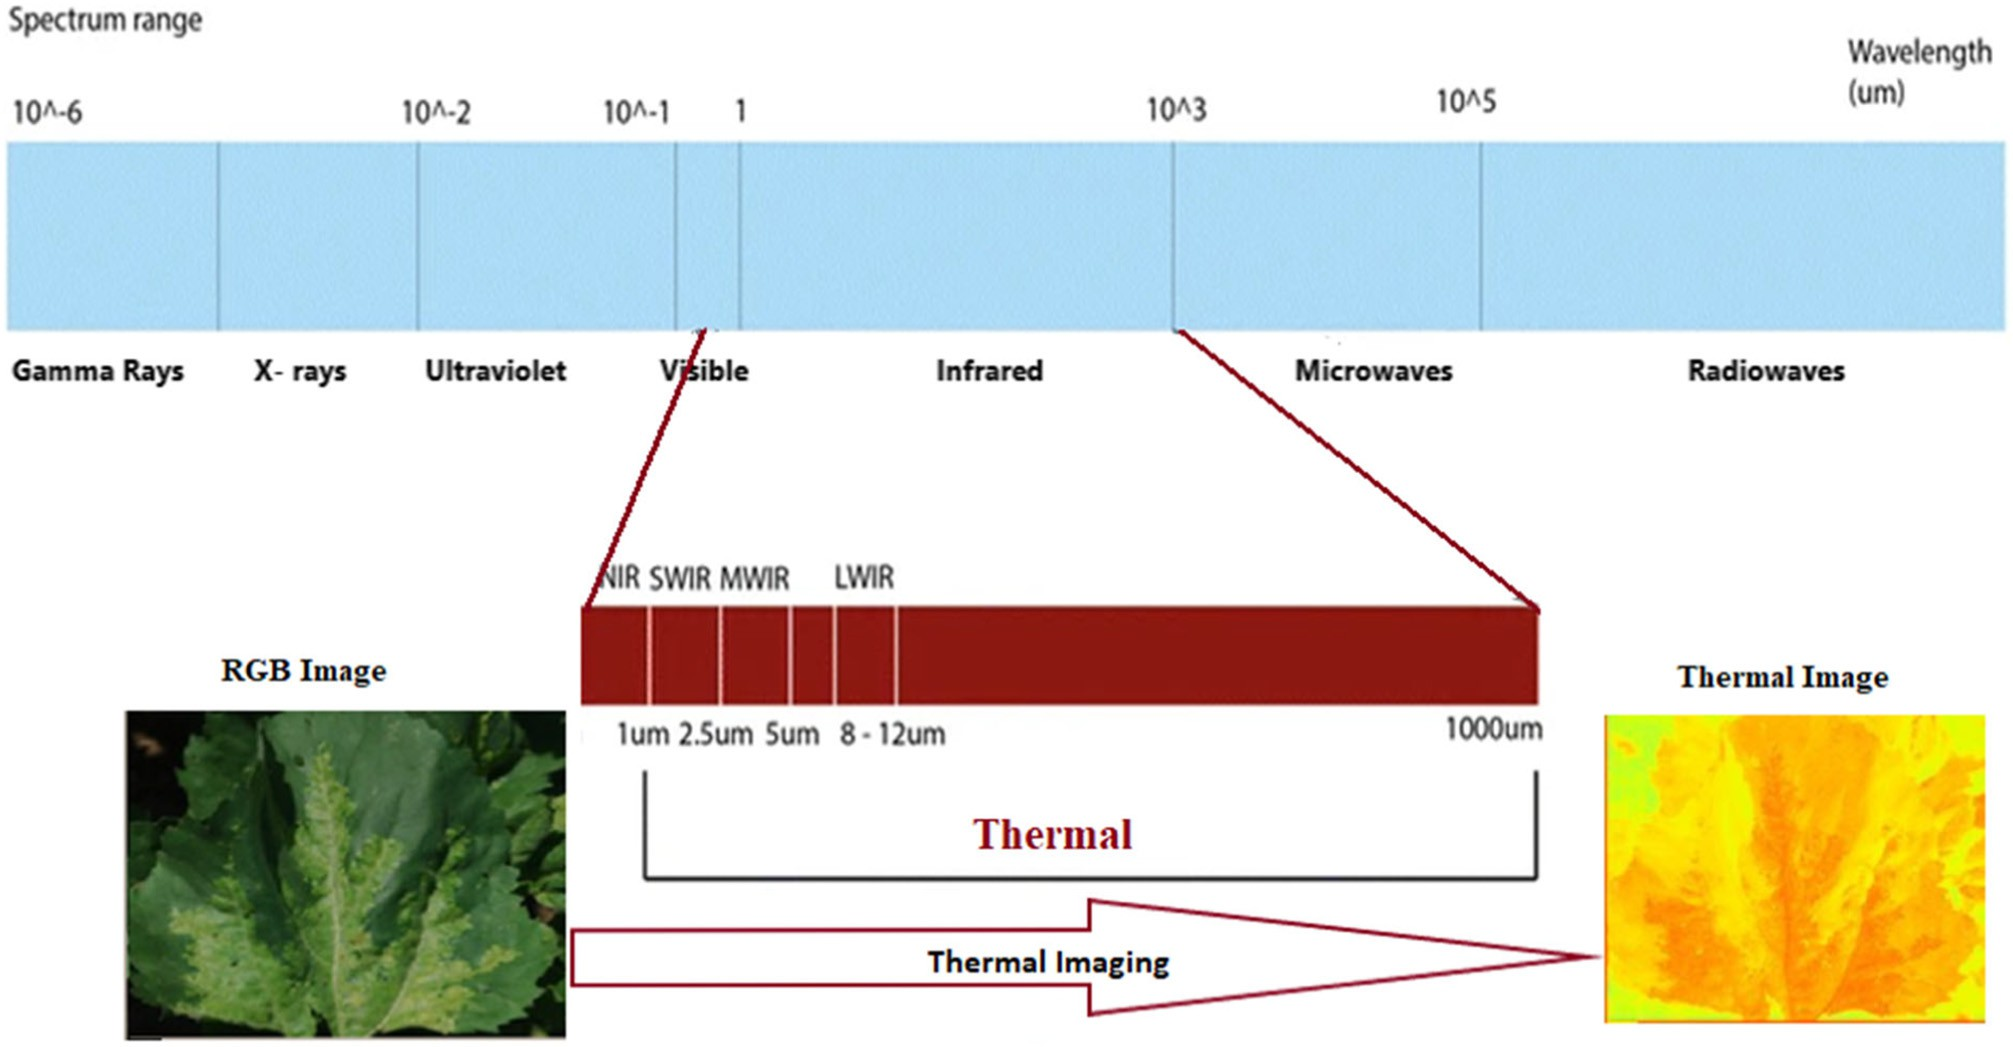 Spectrum range
Wavelength
(um)
10^-6 10^-2 10^-1 1 10^3 10^5
Gamma Rays X- rays Ultraviolet Visible Infrared Microwaves Radiowaves
NIR SWIR MWIR LWIR
RGB Image
Thermal Image
1um 2.5um 5um 8 - 12um 1000um
Thermal
Thermal Imaging